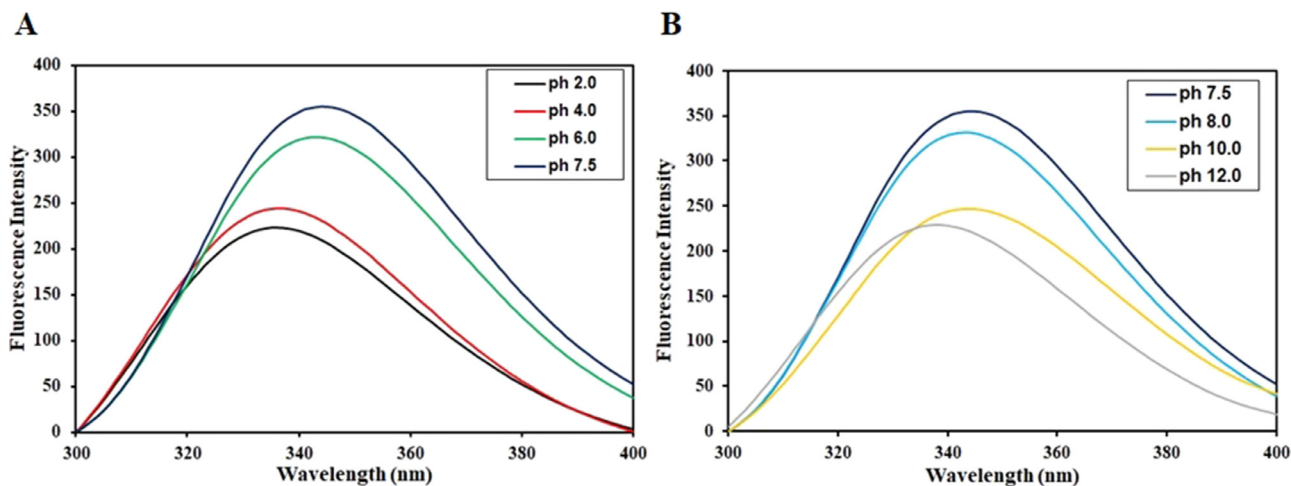 A
Fluorescence Intensity
400
350
300
250
200
150
100
50
0
300
320
340
360
380
400
Wavelength (nm)
ph 2.0
ph 4.0
ph 6.0
ph 7.5
B
Fluorescence Intensity
400
350
300
250
200
150
100
50
0
300
320
340
360
380
400
Wavelength (nm)
ph 7.5
ph 8.0
ph 10.0
ph 12.0